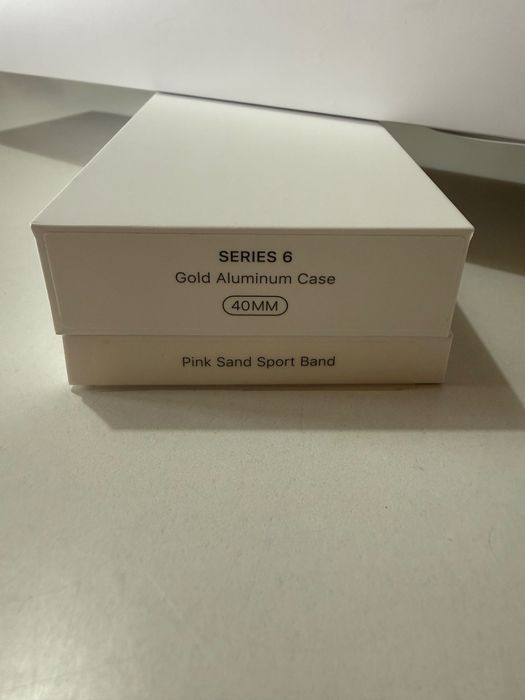 SERIES 6
Gold Aluminum Case
40MM
Pink Sand Sport Band